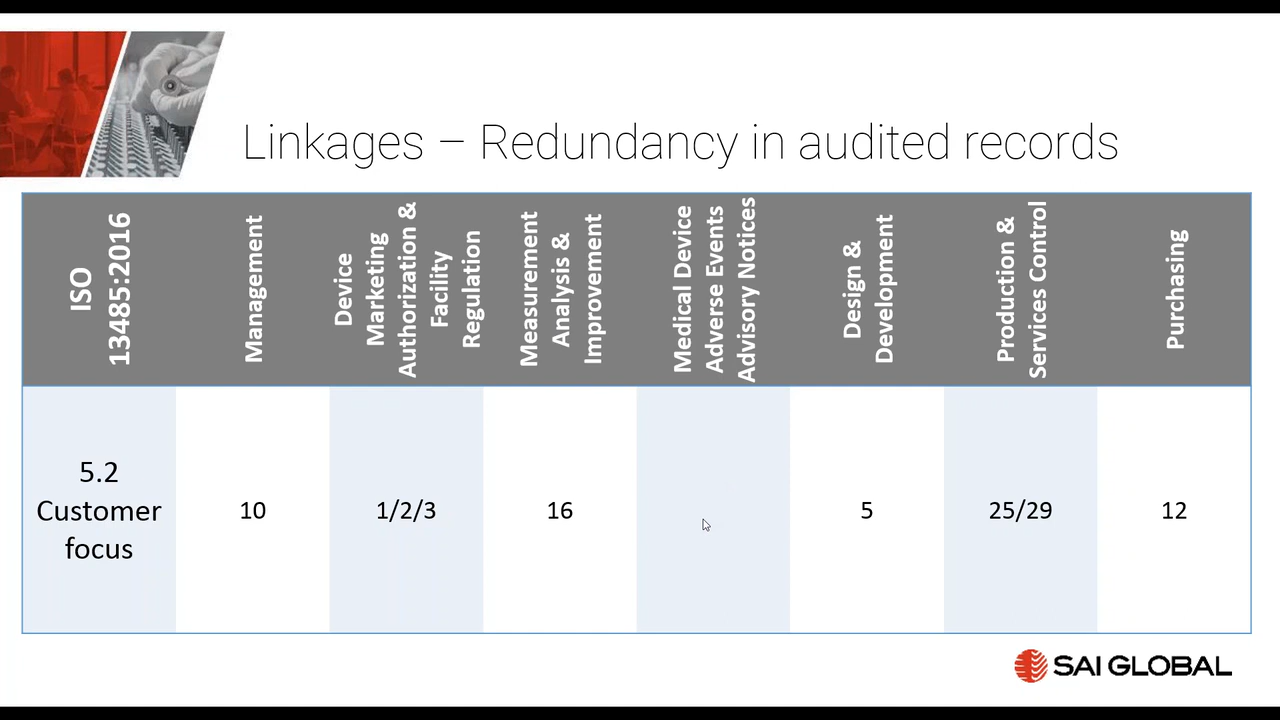 Linkages – Redundancy in audited records
ISO
13485:2016
Management
Device
Marketing
Authorization &
Facility
Regulation
Measurement
Analysis &
Improvement
Medical Device
Adverse Events
Advisory Notices
Design &
Development
Production &
Services Control
Purchasing
5.2
Customer
focus
10
1/2/3
16
5
25/29
12
SAI GLOBAL